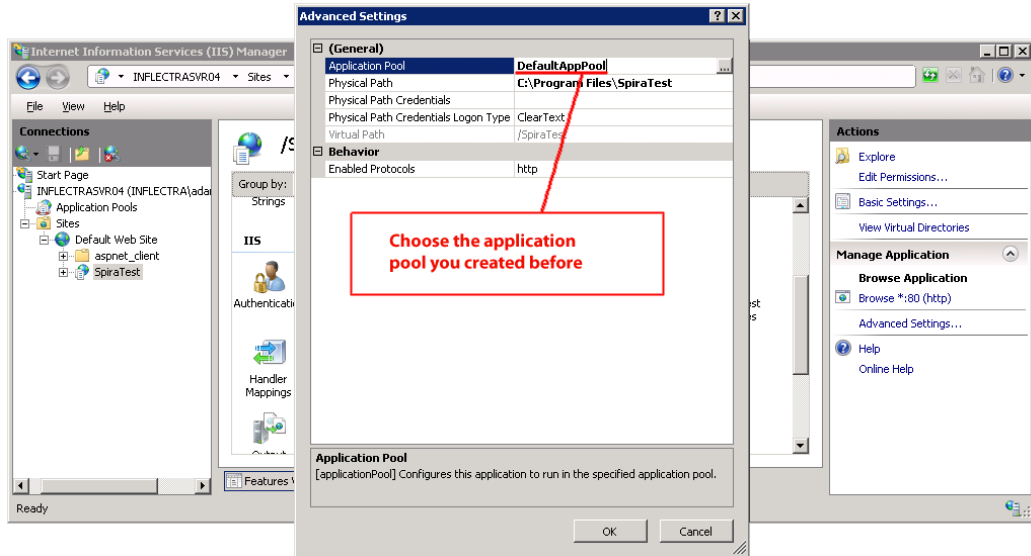 Advanced Settings
(General)
Application Pool DefaultAppPool ...
Physical Path C:\Program Files\SpiraTest
Physical Path Credentials
Physical Path Credentials Logon Type ClearText
Virtual Path /SpiraTest
Behavior
Enabled Protocols http
Choose the application
pool you created before
Application Pool
[applicationPool] Configures this application to run in the specified application pool.
OK Cancel
Internet Information Services (IIS) Manager
INFLECTRASVR04 Sites
File View Help
Connections
Start Page
INFLECTRASVR04 (INFLECTRA\adar
Application Pools
Sites
Default Web Site
aspnet_client
SpiraTest
/S
Group by:
Strings
IIS
Authenticati
Handler
Mappings
Features
Ready
Actions
Explore
Edit Permissions...
Basic Settings...
View Virtual Directories
Manage Application
Browse Application
Browse *:80 (http)
Advanced Settings...
Help
Online Help